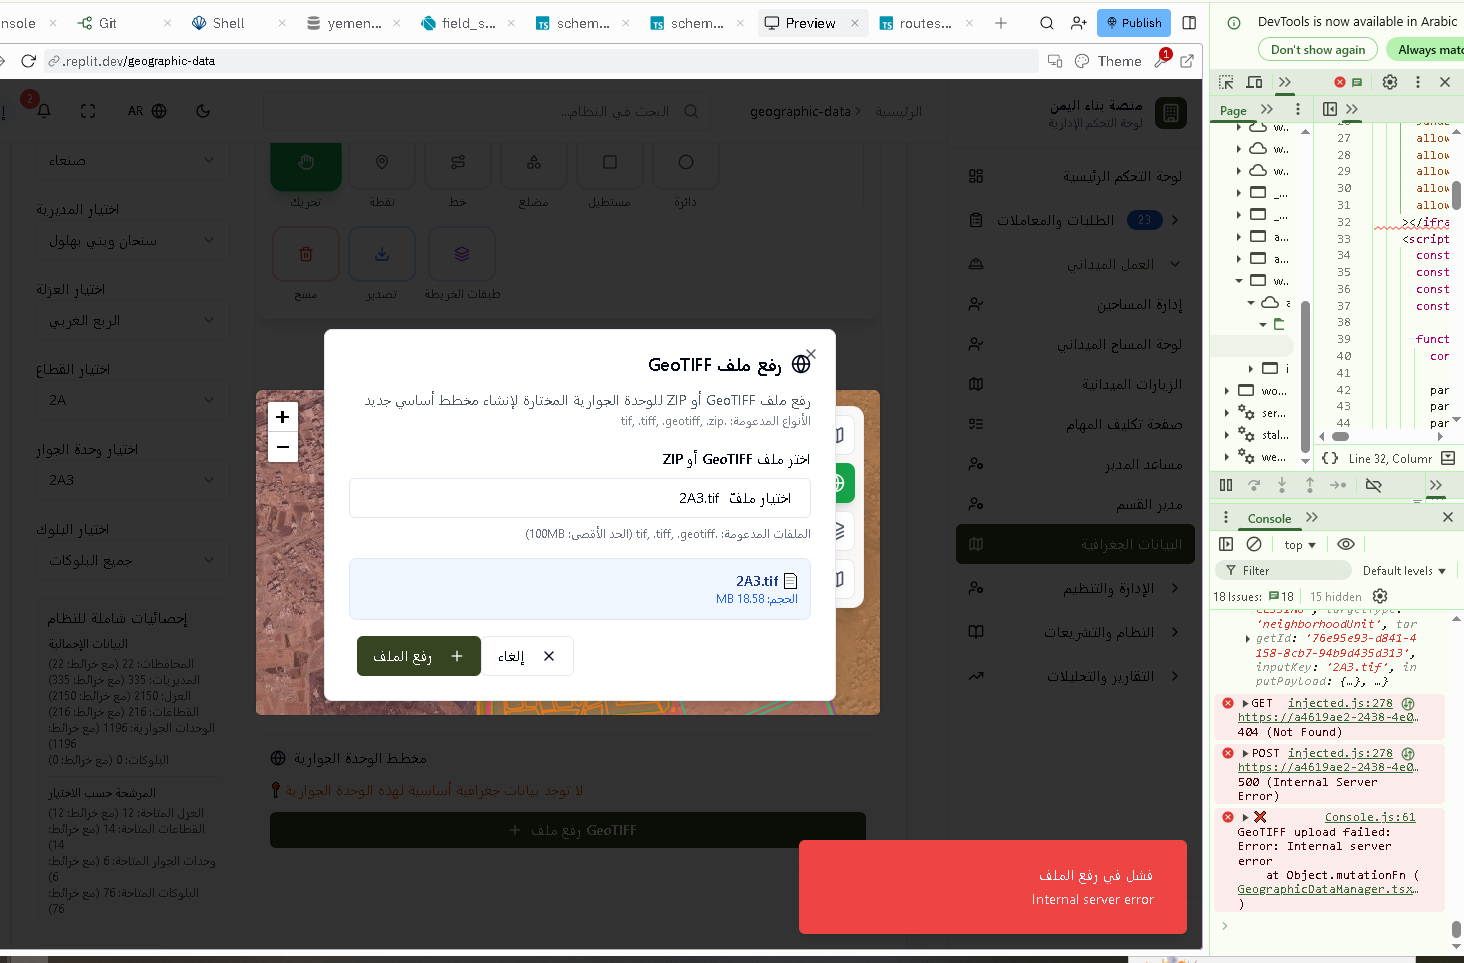 nsole
Git
Shell
yemen...
field_s...
schem...
schem...
Preview
routes...
Publish
.replit.dev/geographic-data
Theme
1
منصة بناء اليمن
لوحة التحكم الإدارية
الرئيسية
geographic-data
البحث في النظام...
AR
2
لوحة التحكم الرئيسية
الطلبات والمعاملات
23
العمل الميداني
إدارة المساحين
لوحة المساح الميداني
الزيارات الميدانية
صفحة تكليف المهام
مساعد المدير
مدير القسم
البيانات الجغرافية
الإدارة والتنظيم
النظام والتشريعات
التقارير والتحليلات
دائرة
مستطيل
مضلع
خط
نقطة
تحريك
طبقات الخريطة
تصدير
مسح
صنعاء
اختيار المديرية
سنحان وبني بهلول
اختيار العزلة
الربع الغربي
اختيار القطاع
2A
اختيار وحدة الجوار
2A3
اختيار البلوك
جميع البلوكات
إحصائيات شاملة للنظام
البيانات الإجمالية
المحافظات: 22 (مع خرائط: 22)
المديريات: 335 (مع خرائط: 335)
العزل: 2150 (مع خرائط: 2150)
القطاعات: 216 (مع خرائط: 216)
الوحدات الجوارية: 1196 (مع خرائط:
1196)
البلوكات: 0 (مع خرائط: 0)
المرشحة حسب الاختيار
العزل المتاحة: 12 (مع خرائط: 12)
القطاعات المتاحة: 14 (مع خرائط:
14)
وحدات الجوار المتاحة: 6 (مع خرائط:
6)
البلوكات المتاحة: 76 (مع خرائط:
76)
+
−
رفع ملف GeoTIFF
رفع ملف GeoTIFF أو ZIP للوحدة الجوارية المختارة لإنشاء مخطط أساسي جديد
الأنواع المدعومة: .tif, .tiff, .geotiff, .zip
اختر ملف GeoTIFF أو ZIP
اختيار ملفّ 2A3.tif
الملفات المدعومة: .tif, .tiff, .geotiff (الحد الأقصى: 100MB)
2A3.tif
الحجم: 18.58 MB
رفع الملف
إلغاء
مخطط الوحدة الجوارية
لا توجد بيانات جغرافية أساسية لهذه الوحدة الجوارية
رفع ملف GeoTIFF
فشل في رفع الملف
Internal server error
DevTools is now available in Arabic
Don't show again
Always matc
Page
w...
w...
w...
_...
_...
a...
a...
w...
a
i
wo...
ser...
stal...
we...
27 allow
28 allow
29 allow
30 allow
31 allow
32 ></ifra
33 <script
34 const
35 const
36 const
37 const
38
39 funct
40 con
41
42 par
43 par
44 par
{ } Line 32, Column
Console
top
Filter
Default levels
18 Issues: 18
15 hidden
'neighborhoodUnit', tar
getId: '76e95e93-d841-4
158-8cb7-94b9d435d313',
inputKey: '2A3.tif', in
putPayload: {…}, …}
GET injected.js:278
https://a4619ae2-2438-4e0…
404 (Not Found)
POST injected.js:278
https://a4619ae2-2438-4e0…
500 (Internal Server
Error)
Console.js:61
GeoTIFF upload failed:
Error: Internal server
error
at Object.mutationFn (
GeographicDataManager.tsx…
)